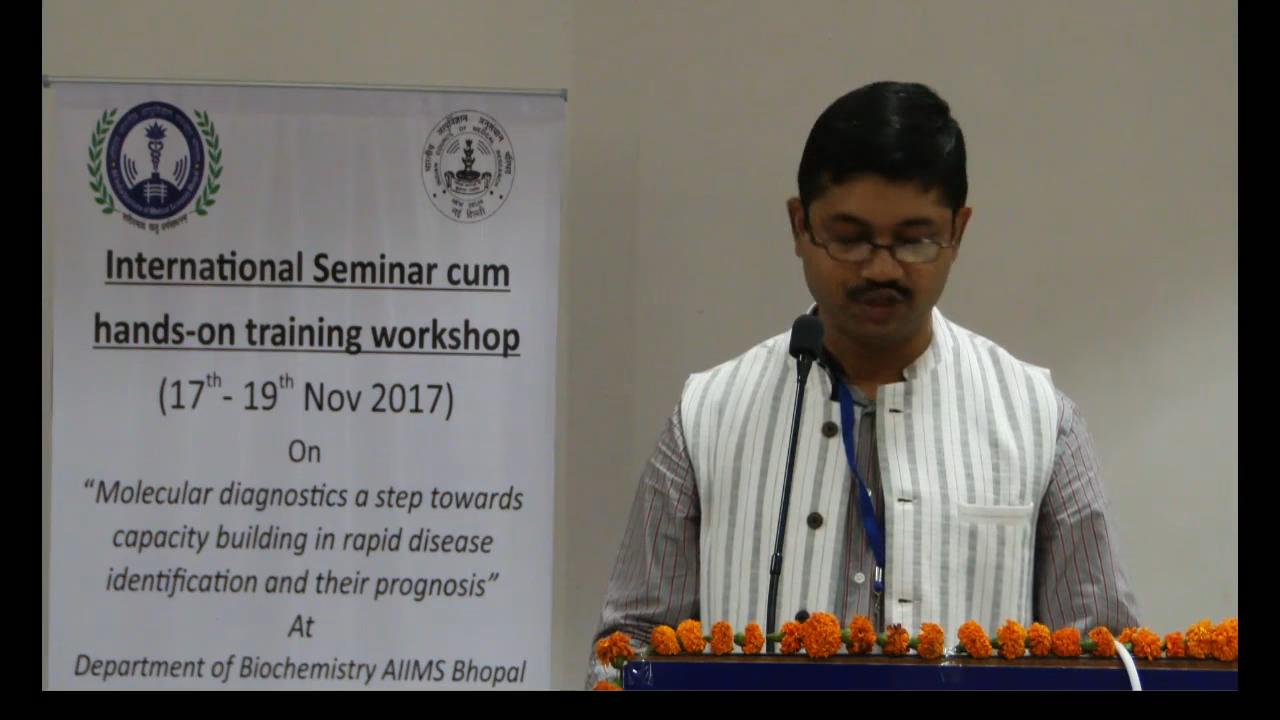 International Seminar cum
hands-on training workshop
(17th- 19th Nov 2017)
On
“Molecular diagnostics a step towards
capacity building in rapid disease
identification and their prognosis”
At
Department of Biochemistry AIIMS Bhopal